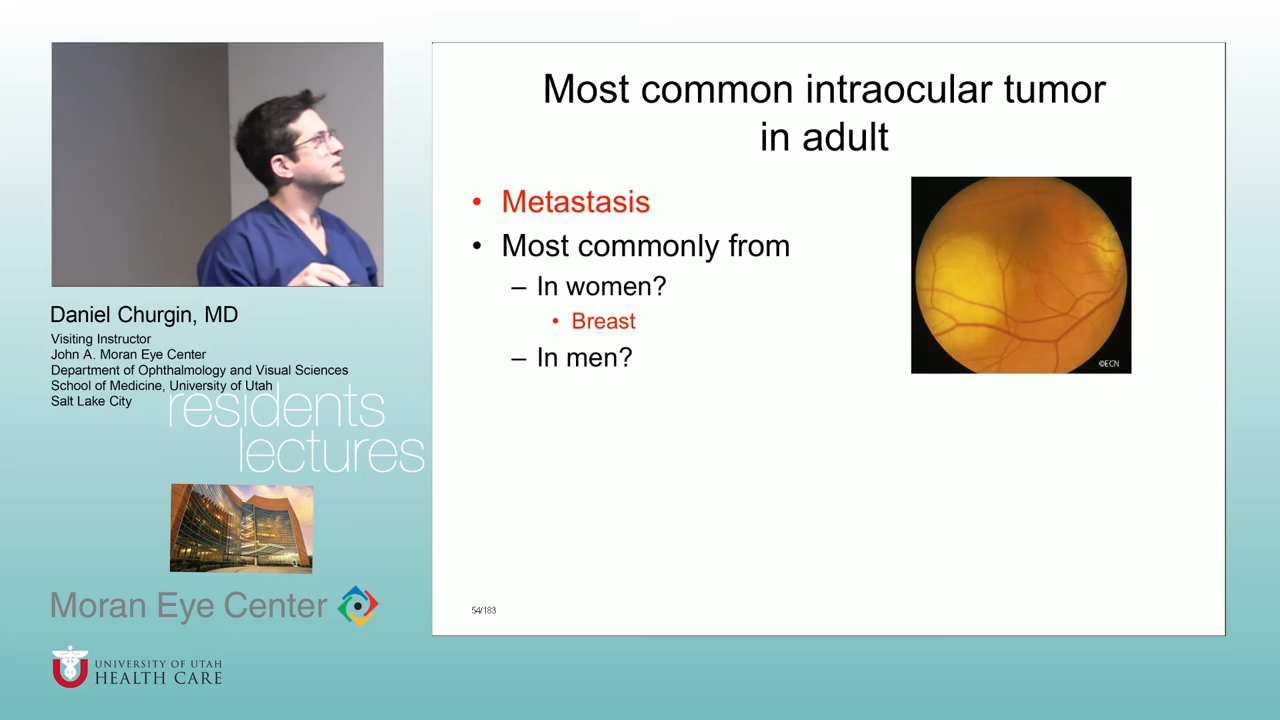 Most common intraocular tumor
in adult
• Metastasis
• Most commonly from
– In women?
• Breast
– In men?
©ECN
54/183
Daniel Churgin, MD
Visiting Instructor
John A. Moran Eye Center
Department of Ophthalmology and Visual Sciences
School of Medicine, University of Utah
Salt Lake City
residents
lectures
Moran Eye Center
UNIVERSITY OF UTAH
HEALTH CARE